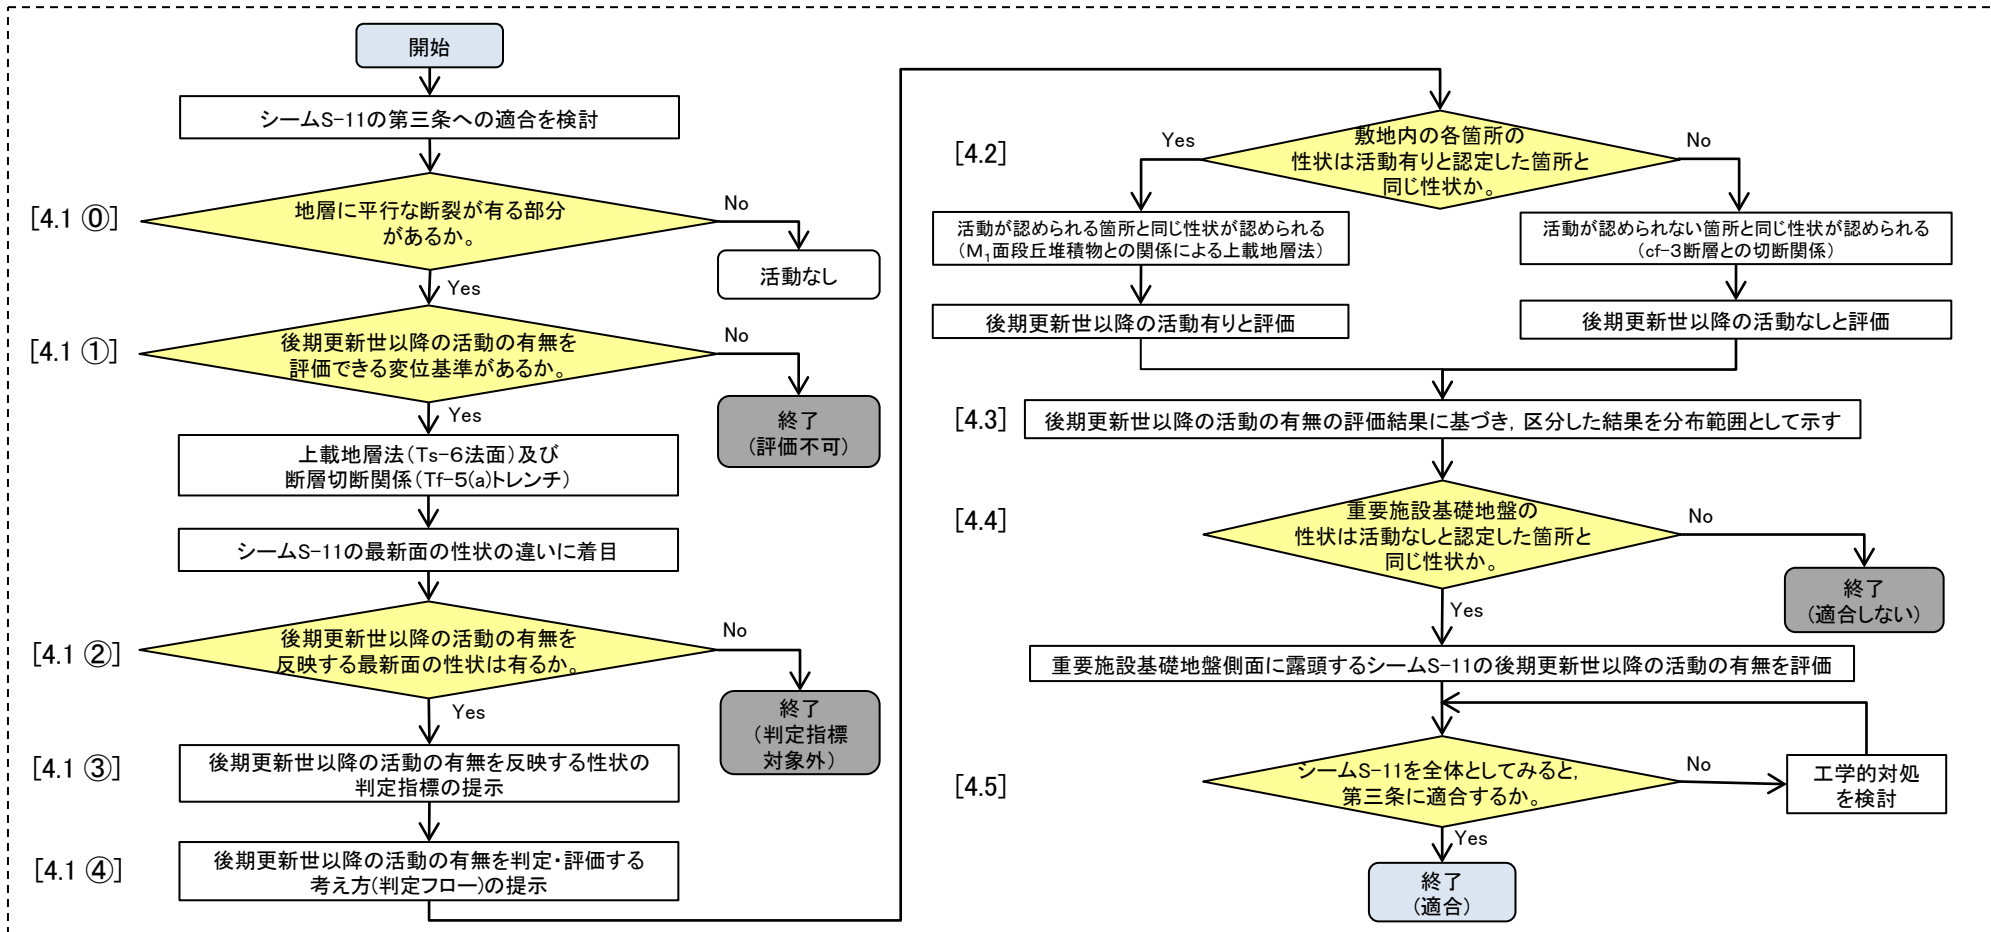 開始
シームS-11の第三条への適合を検討
[4.1 ⓪]
地層に平行な断裂が有る部分
があるか。
No
活動なし
Yes
[4.1 ①]
後期更新世以降の活動の有無を
評価できる変位基準があるか。
No
終了
(評価不可)
Yes
上載地層法(Ts-6法面)及び
断層切断関係(Tf-5(a)トレンチ)
シームS-11の最新面の性状の違いに着目
[4.1 ②]
後期更新世以降の活動の有無を
反映する最新面の性状は有るか。
No
終了
(判定指標
対象外)
Yes
[4.1 ③]
後期更新世以降の活動の有無を反映する性状の
判定指標の提示
[4.1 ④]
後期更新世以降の活動の有無を判定・評価する
考え方(判定フロー)の提示
[4.2]
敷地内の各箇所の
性状は活動有りと認定した箇所と
同じ性状か。
Yes
No
活動が認められる箇所と同じ性状が認められる
(M₁面段丘堆積物との関係による上載地層法)
活動が認められない箇所と同じ性状が認められる
(cf-3断層との切断関係)
後期更新世以降の活動有りと評価
後期更新世以降の活動なしと評価
[4.3]
後期更新世以降の活動の有無の評価結果に基づき,区分した結果を分布範囲として示す
[4.4]
重要施設基礎地盤の
性状は活動なしと認定した箇所と
同じ性状か。
No
終了
(適合しない)
Yes
重要施設基礎地盤側面に露頭するシームS-11の後期更新世以降の活動の有無を評価
[4.5]
シームS-11を全体としてみると,
第三条に適合するか。
No
工学的対処
を検討
Yes
終了
(適合)